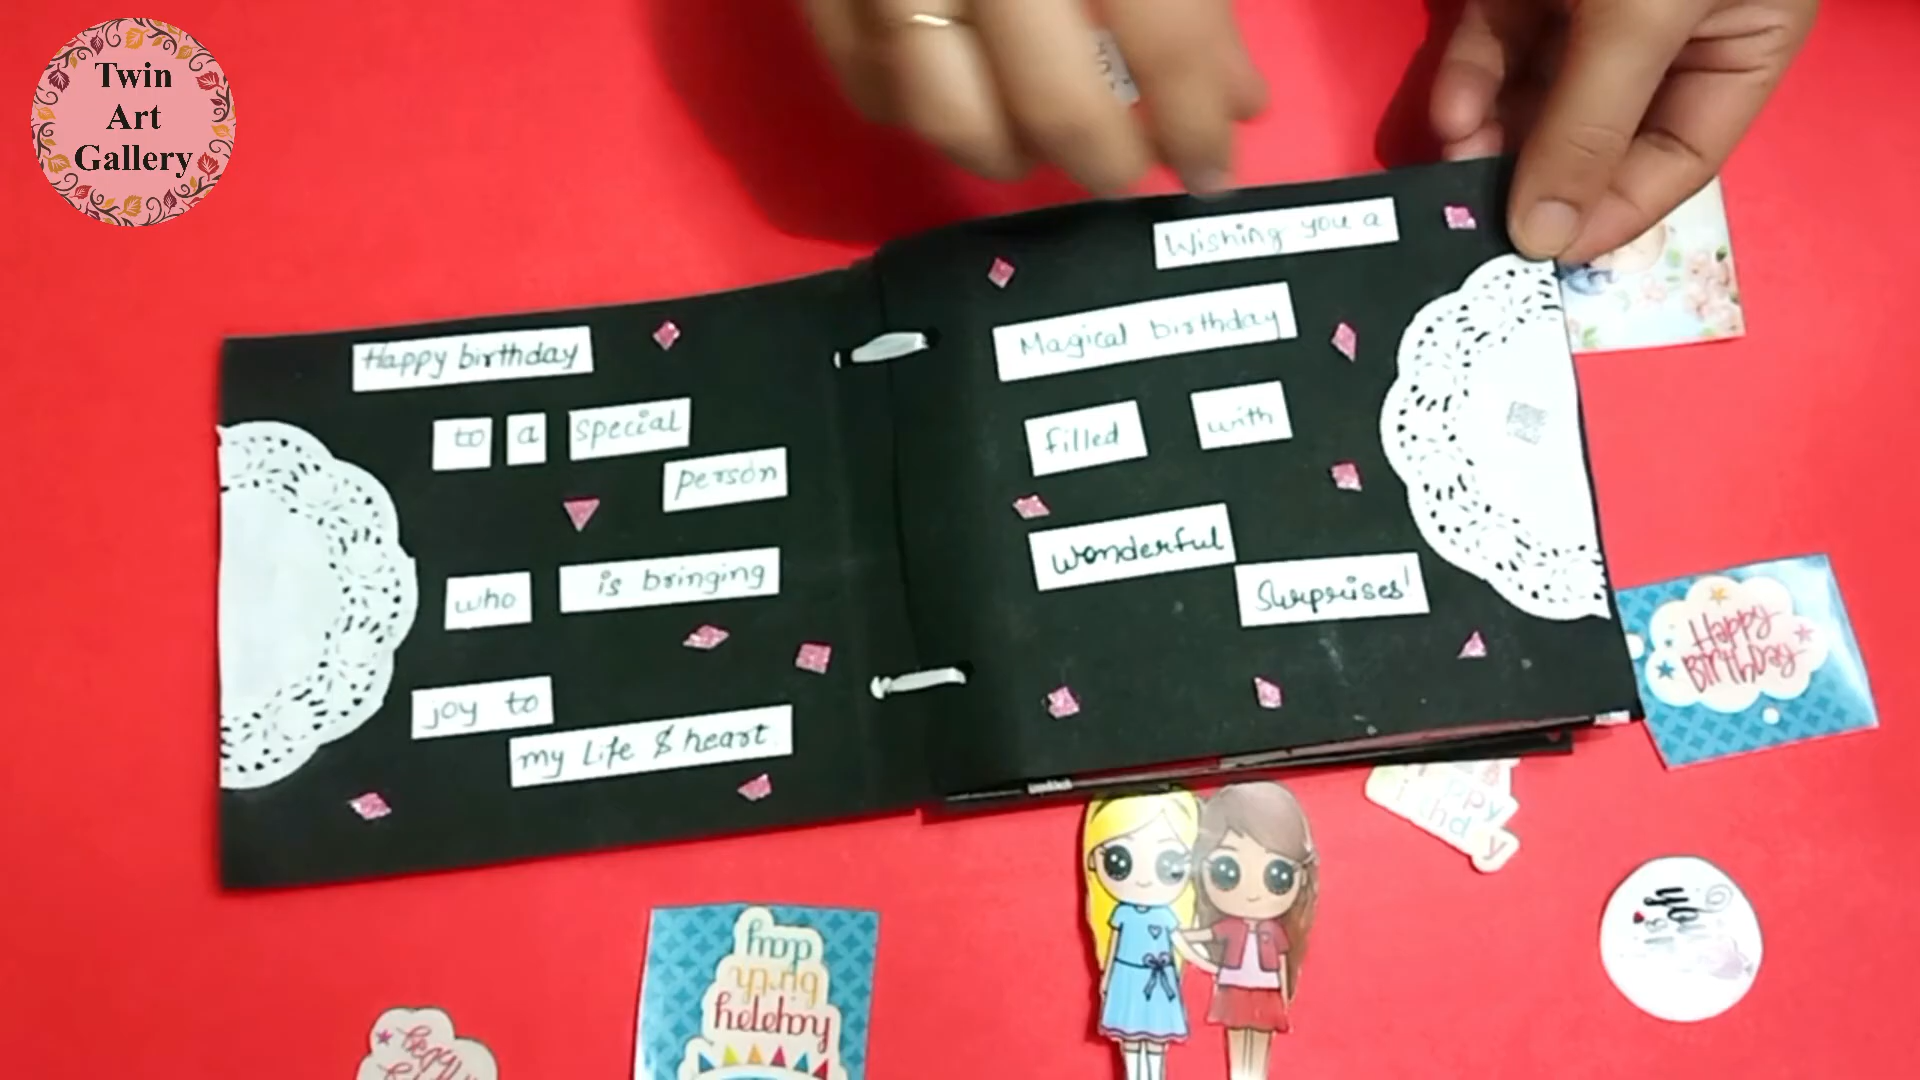 Twin
Art
Gallery
Happy birthday
to a special
person
who is bringing
joy to
my Life & heart.
Wishing you a
Magical birthday
filled with
wonderful
Surprises!
Happy
Birthday